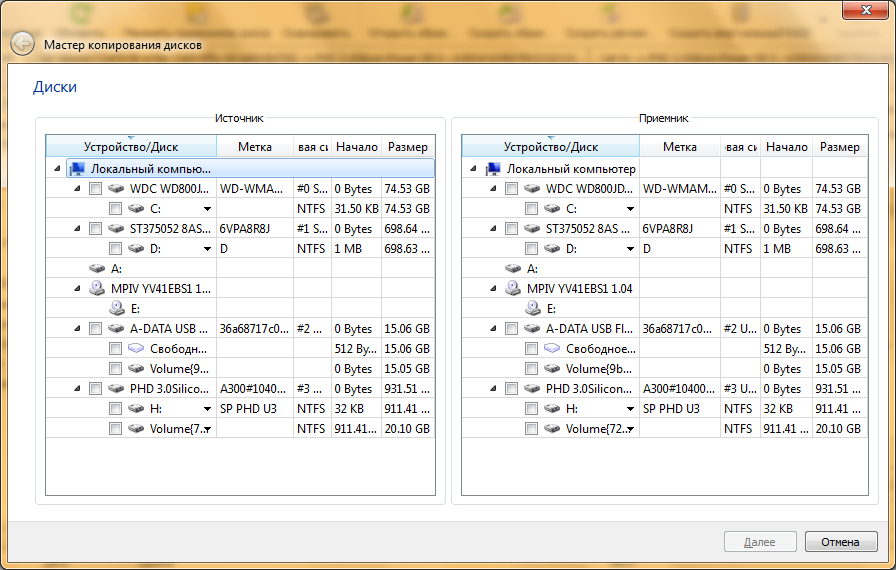 Мастер копирования дисков
Диски
Источник
Устройство/Диск Метка вая си Начало Размер
Локальный компью...
WDC WD800J... WD-WMA... #0 S... 0 Bytes 74.53 GB
C: NTFS 31.50 KB 74.53 GB
ST375052 8AS... 6VPA8R8J #1 S... 0 Bytes 698.64 ...
D: D NTFS 1 MB 698.63 ...
A:
MPIV YV41EBS1 1....
E:
A-DATA USB ... 36a68717c0... #2 ... 0 Bytes 15.06 GB
Свободн... 512 By... 15.06 GB
Volume{9... 0 Bytes 15.05 GB
PHD 3.0Silicon... A300#10400... #3 ... 0 Bytes 931.51 ...
H: SP PHD U3 NTFS 32 KB 911.41 ...
Volume{7... NTFS 911.41 ... 20.10 GB
Приемник
Устройство/Диск Метка вая си Начало Размер
Локальный компьютер
WDC WD800JD... WD-WMAM... #0 S... 0 Bytes 74.53 GB
C: NTFS 31.50 KB 74.53 GB
ST375052 8AS... 6VPA8R8J #1 S... 0 Bytes 698.64 ...
D: D NTFS 1 MB 698.63 ...
A:
MPIV YV41EBS1 1.04
E:
A-DATA USB Fl... 36a68717c0... #2 U... 0 Bytes 15.06 GB
Свободное... 512 By... 15.06 GB
Volume{9b... 0 Bytes 15.05 GB
PHD 3.0Silicon... A300#1040... #3 U... 0 Bytes 931.51 ...
H: SP PHD U3 NTFS 32 KB 911.41 ...
Volume{72... NTFS 911.41 ... 20.10 GB
Далее Отмена